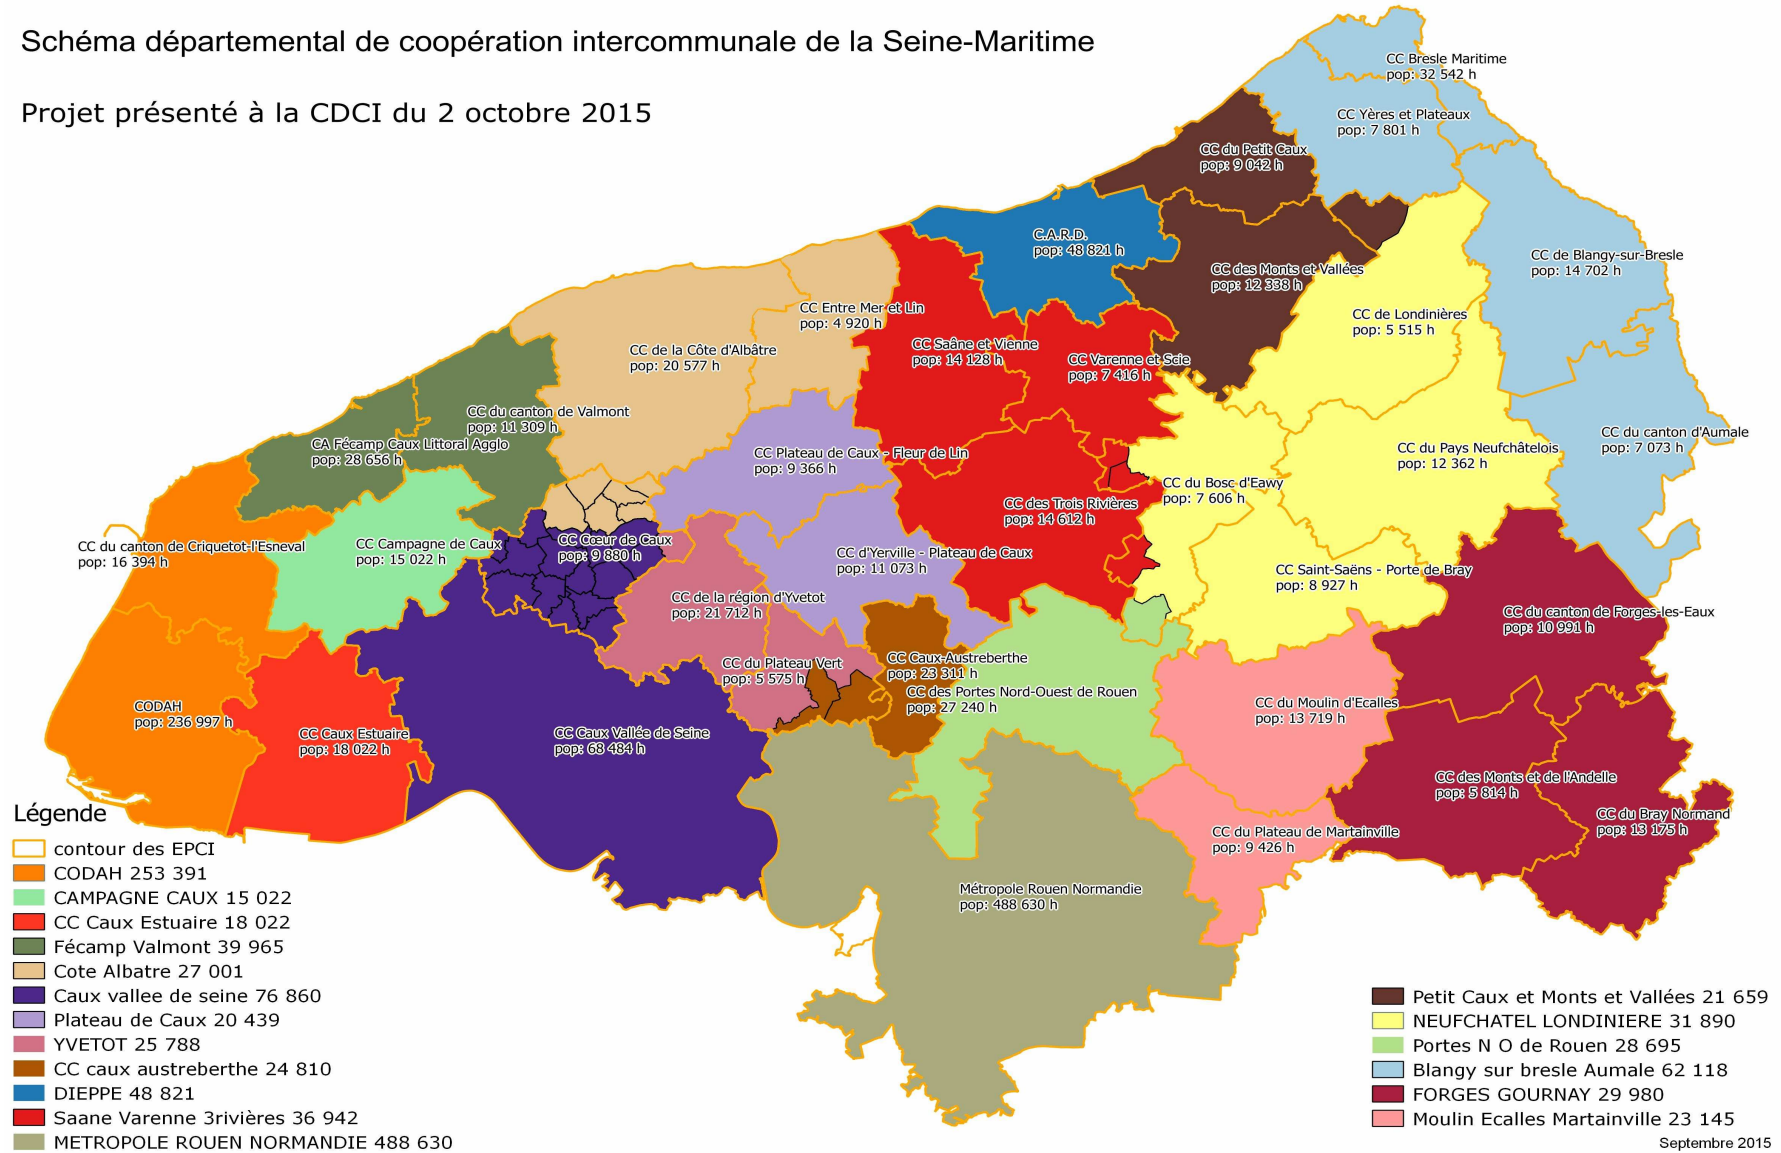 Schéma départemental de coopération intercommunale de la Seine-Maritime
Projet présenté à la CDCI du 2 octobre 2015
CC Bresle Maritime
pop: 32 542 h
CC Yères et Plateaux
pop: 7 801 h
CC du Petit Caux
pop: 9 042 h
C.A.R.D.
pop: 48 821 h
CC des Monts et Vallées
pop: 12 338 h
CC de Blangy-sur-Bresle
pop: 14 702 h
CC Entre Mer et Lin
pop: 4 920 h
CC de Londinières
pop: 5 515 h
CC de la Côte d'Albâtre
pop: 20 577 h
CC Saâne et Vienne
pop: 14 128 h
CC Varenne et Scie
pop: 7 416 h
CC du canton de Valmont
pop: 11 309 h
CA Fécamp Caux Littoral Agglo
pop: 28 656 h
CC Plateau de Caux - Fleur de Lin
pop: 9 366 h
CC du Pays Neufchâtelois
pop: 12 362 h
CC du canton d'Aumale
pop: 7 073 h
CC du Bosc d'Eawy
pop: 7 606 h
CC des Trois Rivières
pop: 14 612 h
CC du canton de Criquetot-l'Esneval
pop: 16 394 h
CC Campagne de Caux
pop: 15 022 h
CC Cœur de Caux
pop: 9 880 h
CC d'Yerville - Plateau de Caux
pop: 11 073 h
CC Saint-Saëns - Porte de Bray
pop: 8 927 h
CC de la région d'Yvetot
pop: 21 712 h
CC du canton de Forges-les-Eaux
pop: 10 991 h
CC du Plateau Vert
pop: 5 575 h
CC Caux-Austreberthe
pop: 23 311 h
CC des Portes Nord-Ouest de Rouen
pop: 27 240 h
CC du Moulin d'Ecalles
pop: 13 719 h
CODAH
pop: 236 997 h
CC Caux Estuaire
pop: 18 022 h
CC Caux Vallée de Seine
pop: 68 484 h
CC des Monts et de l'Andelle
pop: 5 814 h
CC du Bray Normand
pop: 13 175 h
CC du Plateau de Martainville
pop: 9 426 h
Métropole Rouen Normandie
pop: 488 630 h
Légende
contour des EPCI
CODAH 253 391
CAMPAGNE CAUX 15 022
CC Caux Estuaire 18 022
Fécamp Valmont 39 965
Cote Albatre 27 001
Caux vallee de seine 76 860
Plateau de Caux 20 439
YVETOT 25 788
CC caux austreberthe 24 810
DIEPPE 48 821
Saane Varenne 3rivières 36 942
METROPOLE ROUEN NORMANDIE 488 630
Petit Caux et Monts et Vallées 21 659
NEUFCHATEL LONDINIERE 31 890
Portes N O de Rouen 28 695
Blangy sur bresle Aumale 62 118
FORGES GOURNAY 29 980
Moulin Ecalles Martainville 23 145
Septembre 2015